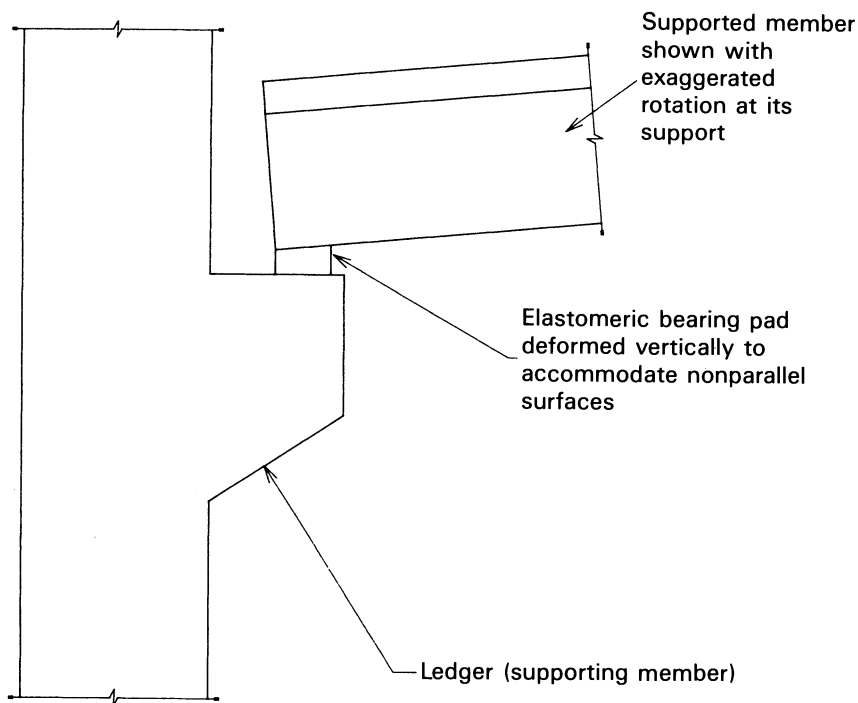 Supported member
shown with
exaggerated
rotation at its
support
Elastomeric bearing pad
deformed vertically to
accommodate nonparallel
surfaces
Ledger (supporting member)